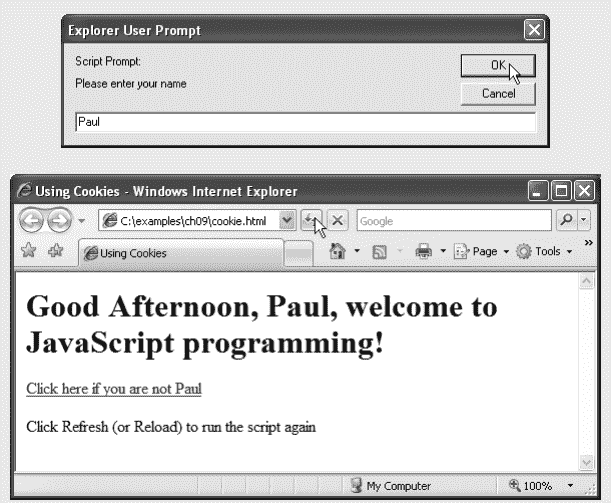 Explorer User Prompt
Script Prompt:
OK
Please enter your name
Cancel
Paul
Using Cookies - Windows Internet Explorer
C:\examples\ch09\cookie.html
Google
Using Cookies
Page
Tools
»
Good Afternoon, Paul, welcome to
JavaScript programming!
Click here if you are not Paul
Click Refresh (or Reload) to run the script again
My Computer
100%